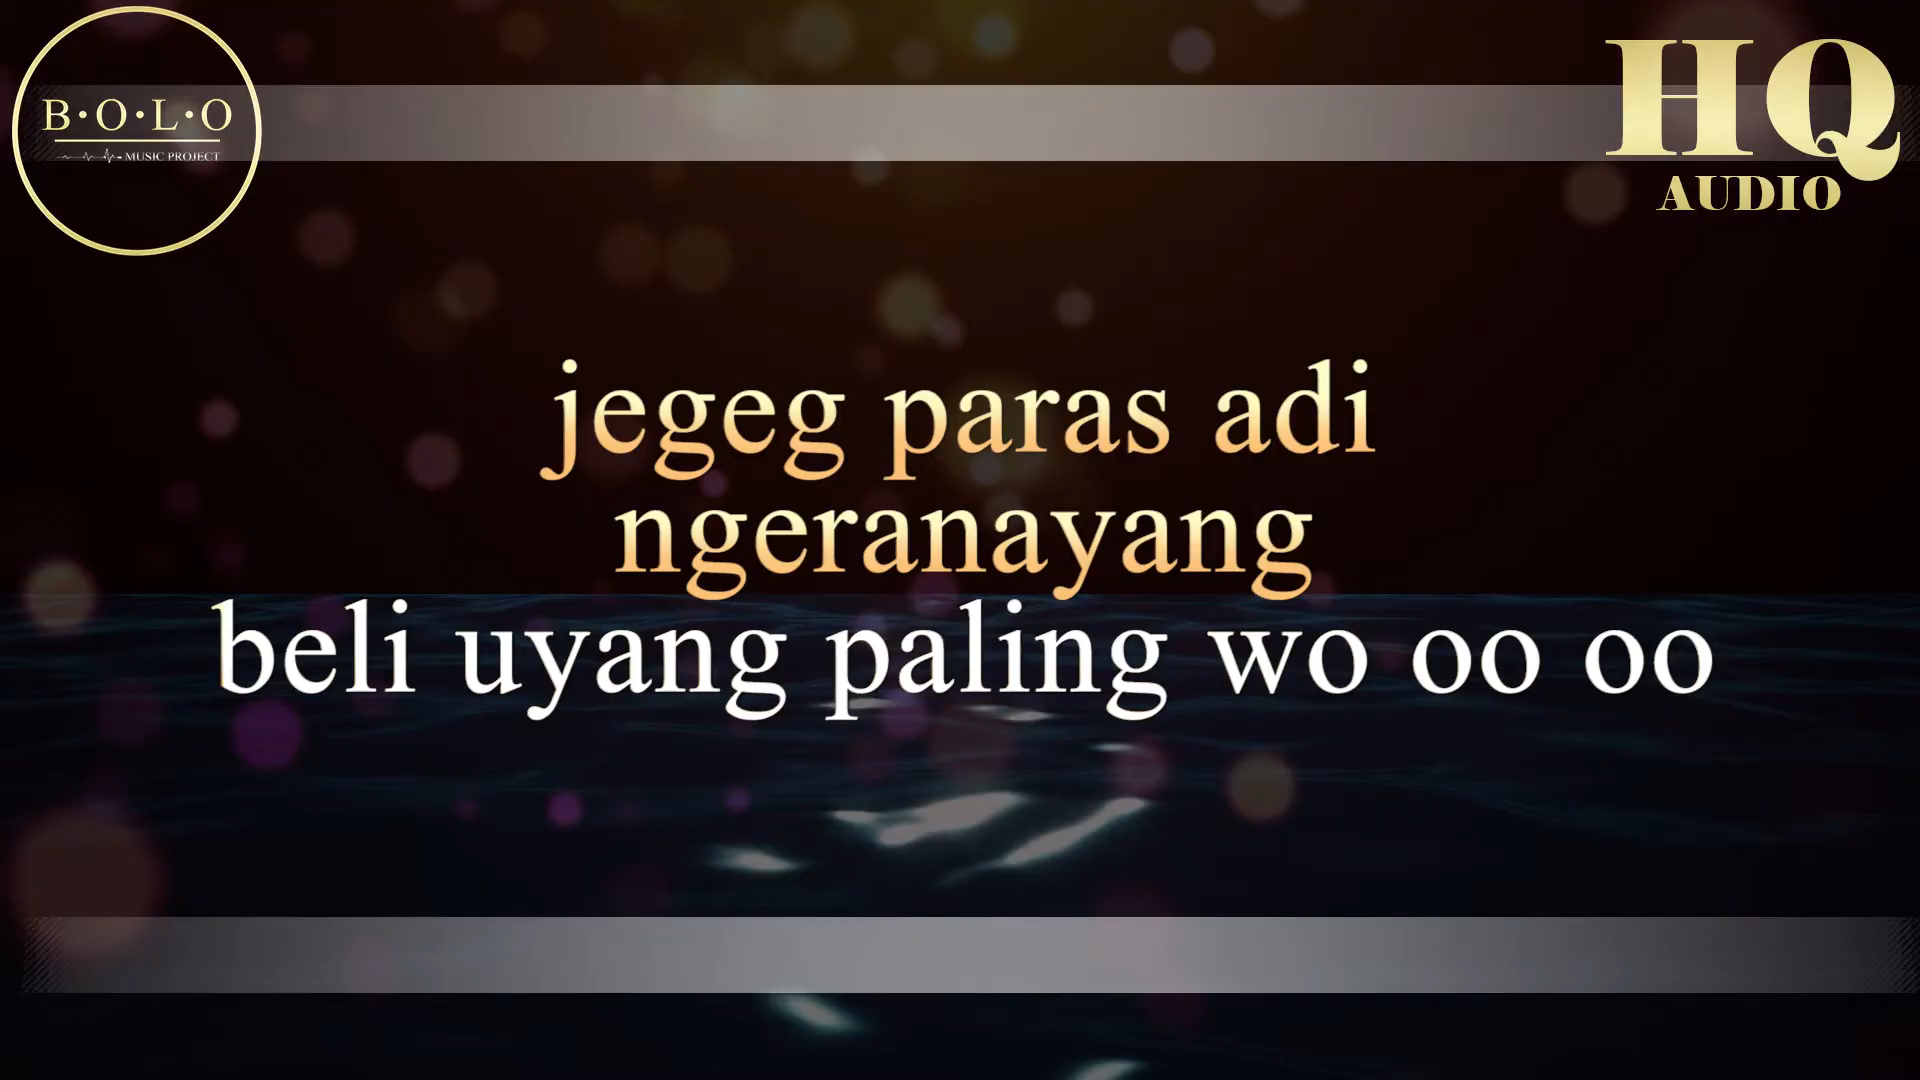 B·O·L·O
MUSIC PROJECT
HQ
AUDIO
jegeg paras adi
ngeranayang
beli uyang paling wo oo oo